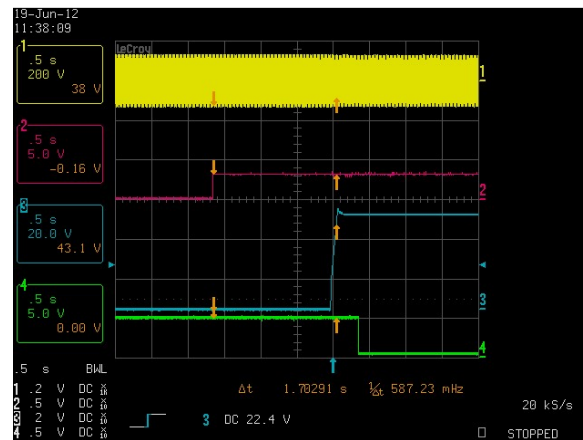 19-Jun-12
11:38:09
LeCroy
1
.5 s
200 V
38 V
1
2
.5 s
5.0 V
-0.16 V
2
3
.5 s
20.0 V
43.1 V
3
4
.5 s
5.0 V
0.00 V
4
.5 s BWL
1 .2 V DC
2 .5 V DC
3 2 V DC
4 .5 V DC
Δt 1.70291 s 1/Δt 587.23 mHz
3 DC 22.4 V
20 kS/s
STOPPED